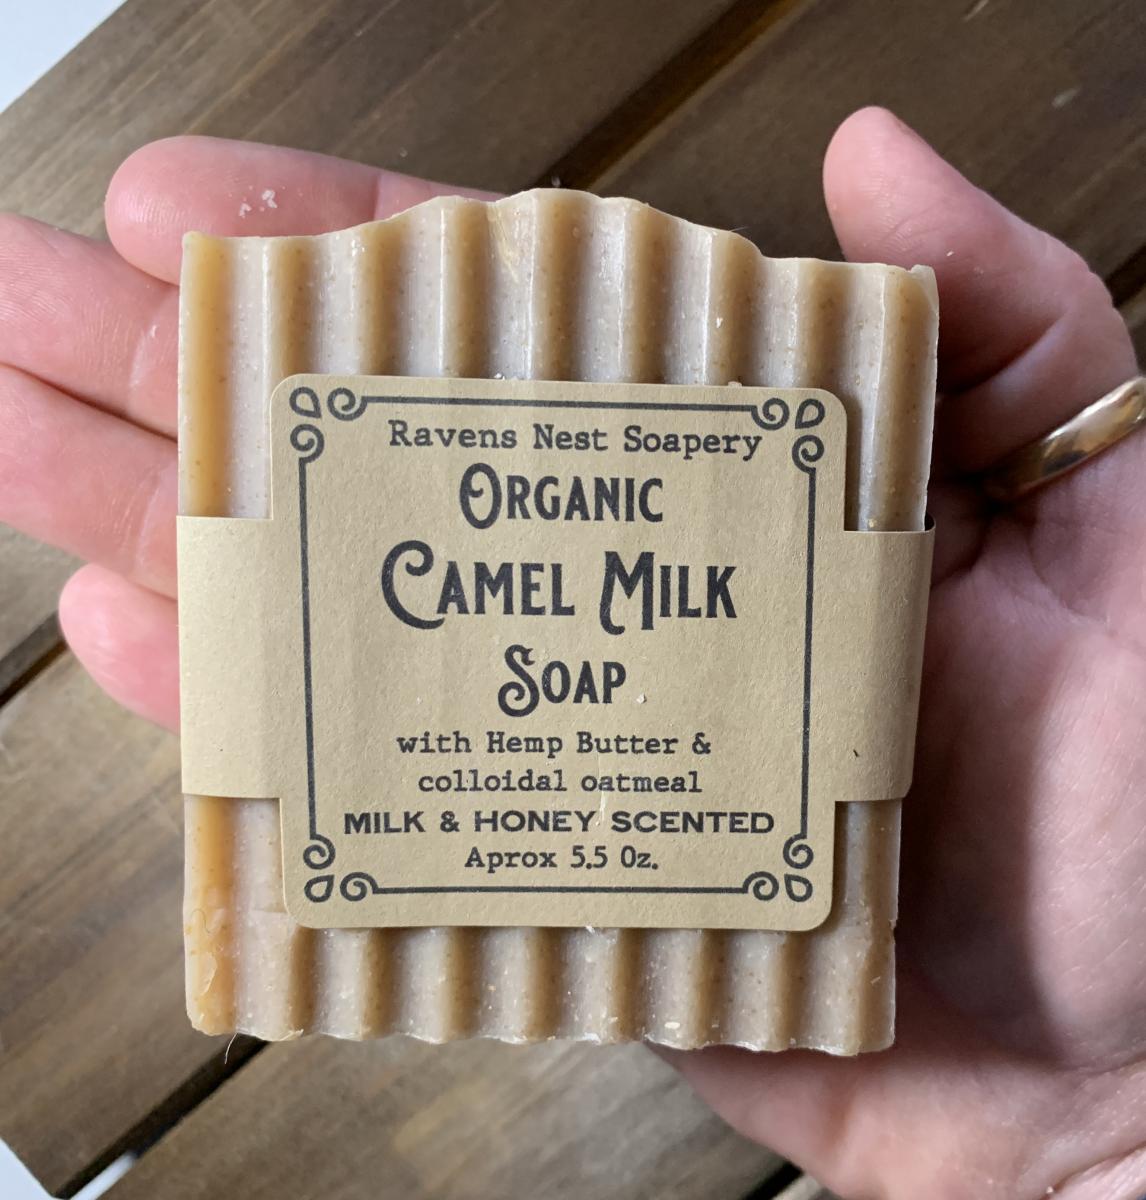 Ravens Nest Soapery
Organic
Camel Milk
Soap
with Hemp Butter &
colloidal oatmeal
MILK & HONEY SCENTED
Aprox 5.5 Oz.